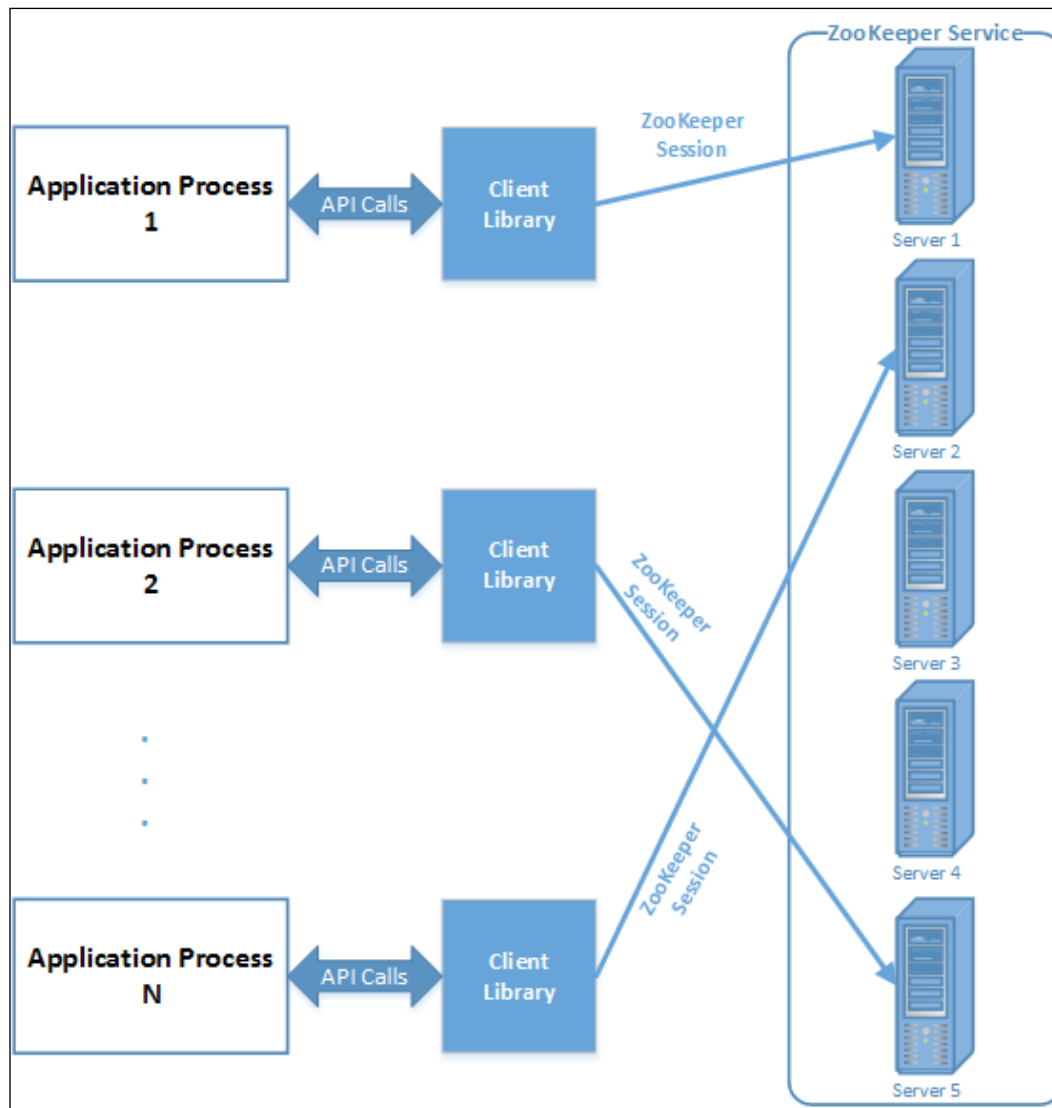 ZooKeeper Service
ZooKeeper
Session
Application Process
1
API Calls
Client
Library
Server 1
Server 2
Application Process
2
API Calls
Client
Library
ZooKeeper
Session
Server 3
.
.
.
ZooKeeper
Session
Server 4
Application Process
N
API Calls
Client
Library
Server 5